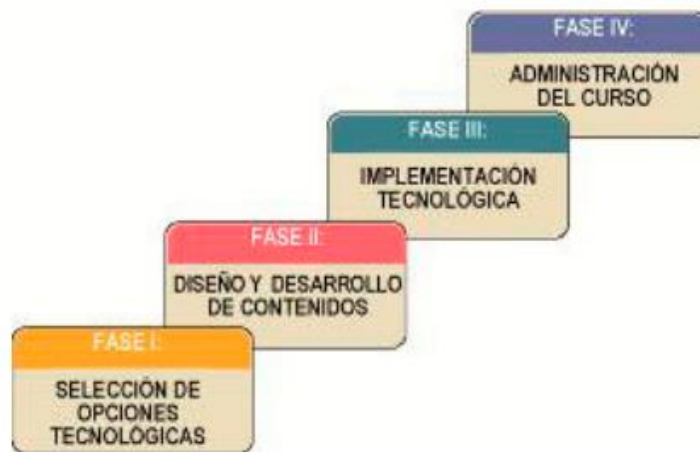 FASE IV:
ADMINISTRACIÓN
DEL CURSO
FASE III:
IMPLEMENTACIÓN
TECNOLÓGICA
FASE II:
DISEÑO Y DESARROLLO
DE CONTENIDOS
FASE I:
SELECCIÓN DE
OPCIONES
TECNOLÓGICAS